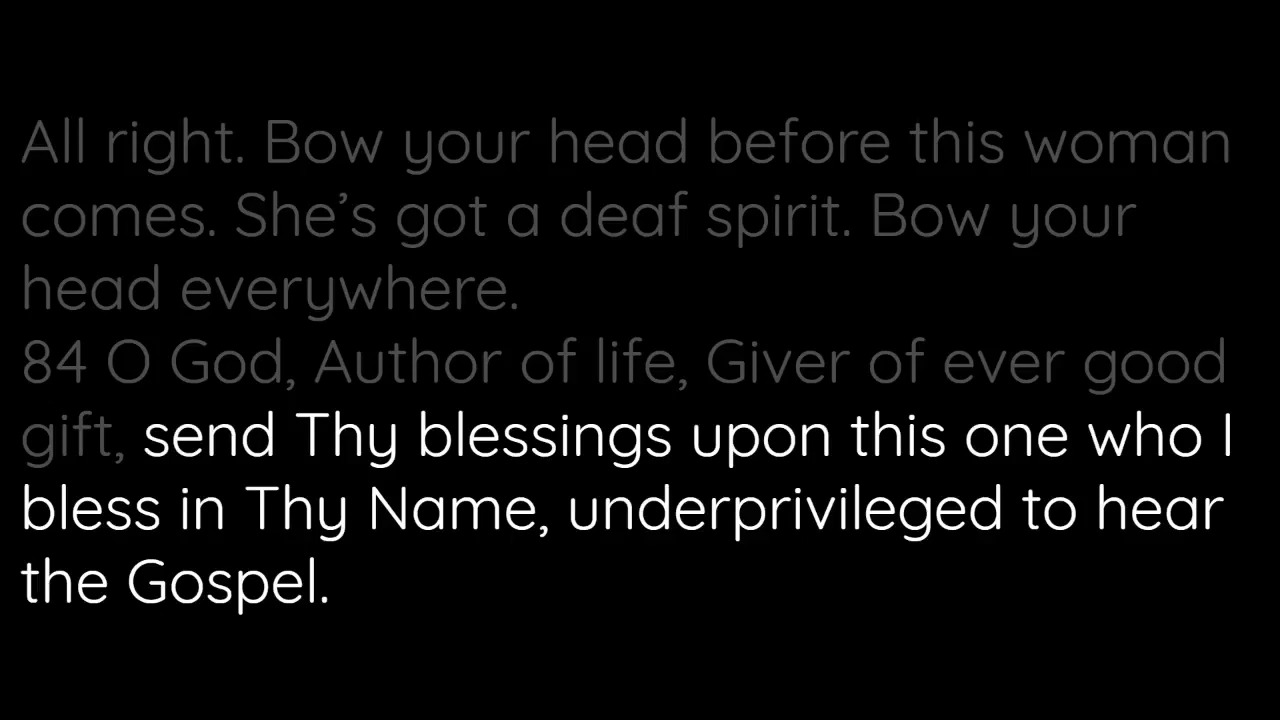 All right. Bow your head before this woman
comes. She’s got a deaf spirit. Bow your
head everywhere.
84 O God, Author of life, Giver of ever good
gift, send Thy blessings upon this one who I
bless in Thy Name, underprivileged to hear
the Gospel.